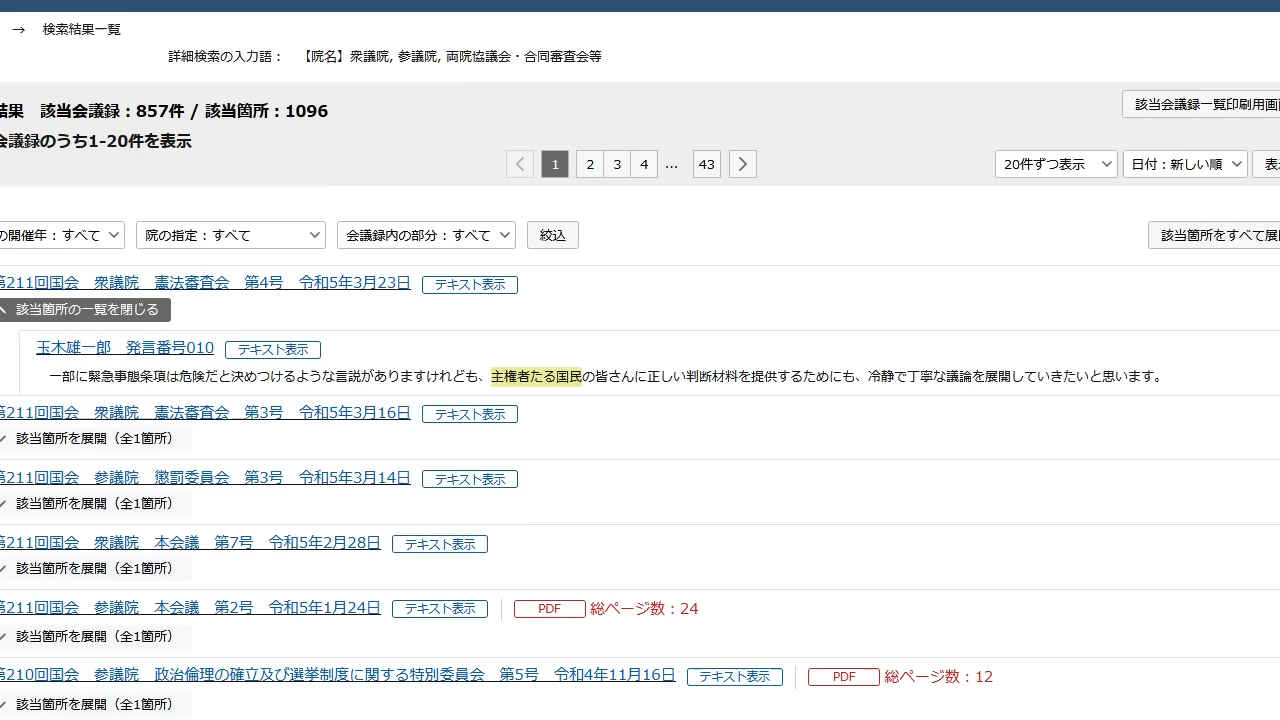 → 検索結果一覧
詳細検索の入力語： 【院名】衆議院, 参議院, 両院協議会・合同審査会等
結果 該当会議録：857件 / 該当箇所：1096
会議録のうち1-20件を表示
該当会議録一覧印刷用画
1 2 3 4 ... 43
20件ずつ表示 日付：新しい順 表
の開催年：すべて 院の指定：すべて 会議録内の部分：すべて 絞込 該当箇所をすべて展
第211回国会 衆議院 憲法審査会 第4号 令和5年3月23日 テキスト表示
該当箇所の一覧を閉じる
玉木雄一郎 発言番号010 テキスト表示
一部に緊急事態条項は危険だと決めつけるような言説がありますけれども、主権者たる国民の皆さんに正しい判断材料を提供するためにも、冷静で丁寧な議論を展開していきたいと思います。
第211回国会 衆議院 憲法審査会 第3号 令和5年3月16日 テキスト表示
該当箇所を展開（全1箇所）
第211回国会 参議院 懲罰委員会 第3号 令和5年3月14日 テキスト表示
該当箇所を展開（全1箇所）
第211回国会 衆議院 本会議 第7号 令和5年2月28日 テキスト表示
該当箇所を展開（全1箇所）
第211回国会 参議院 本会議 第2号 令和5年1月24日 テキスト表示 PDF 総ページ数：24
該当箇所を展開（全1箇所）
第210回国会 参議院 政治倫理の確立及び選挙制度に関する特別委員会 第5号 令和4年11月16日 テキスト表示 PDF 総ページ数：12
該当箇所を展開（全1箇所）